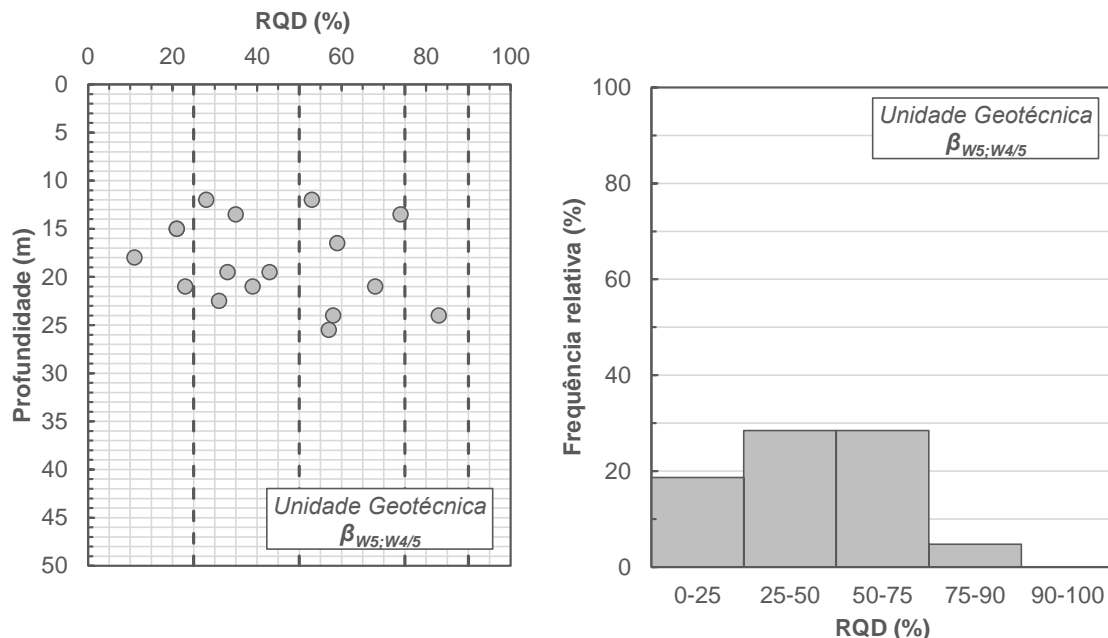 RQD (%)
0 20 40 60 80 100
0
5
10
15
20
25
30
35
40
45
50
Profundidade (m)
Unidade Geotécnica
βW5;W4/5
100
80
60
40
20
0
Frequência relativa (%)
Unidade Geotécnica
βW5;W4/5
0-25 25-50 50-75 75-90 90-100
RQD (%)